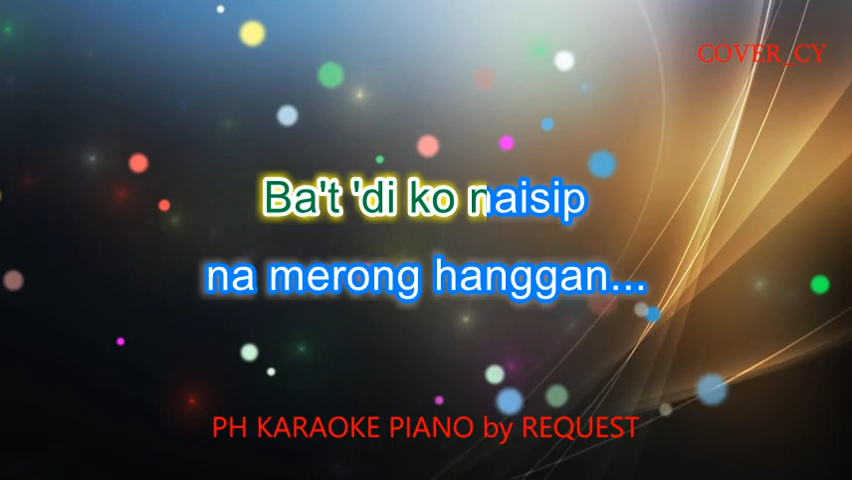 COVER_CY
Ba't 'di ko naisip
na merong hanggan...
PH KARAOKE PIANO by REQUEST